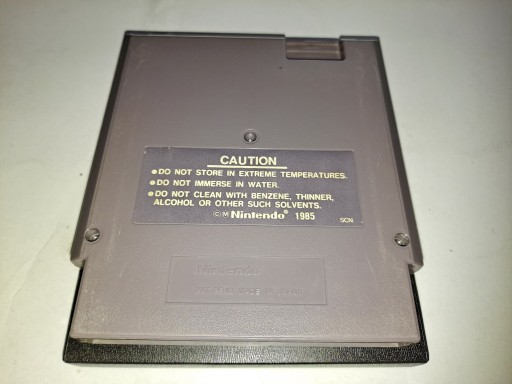 CAUTION
●DO NOT STORE IN EXTREME TEMPERATURES.
●DO NOT IMMERSE IN WATER.
●DO NOT CLEAN WITH BENZENE, THINNER,
ALCOHOL OR OTHER SUCH SOLVENTS.
©M Nintendo® 1985 SCN
Nintendo